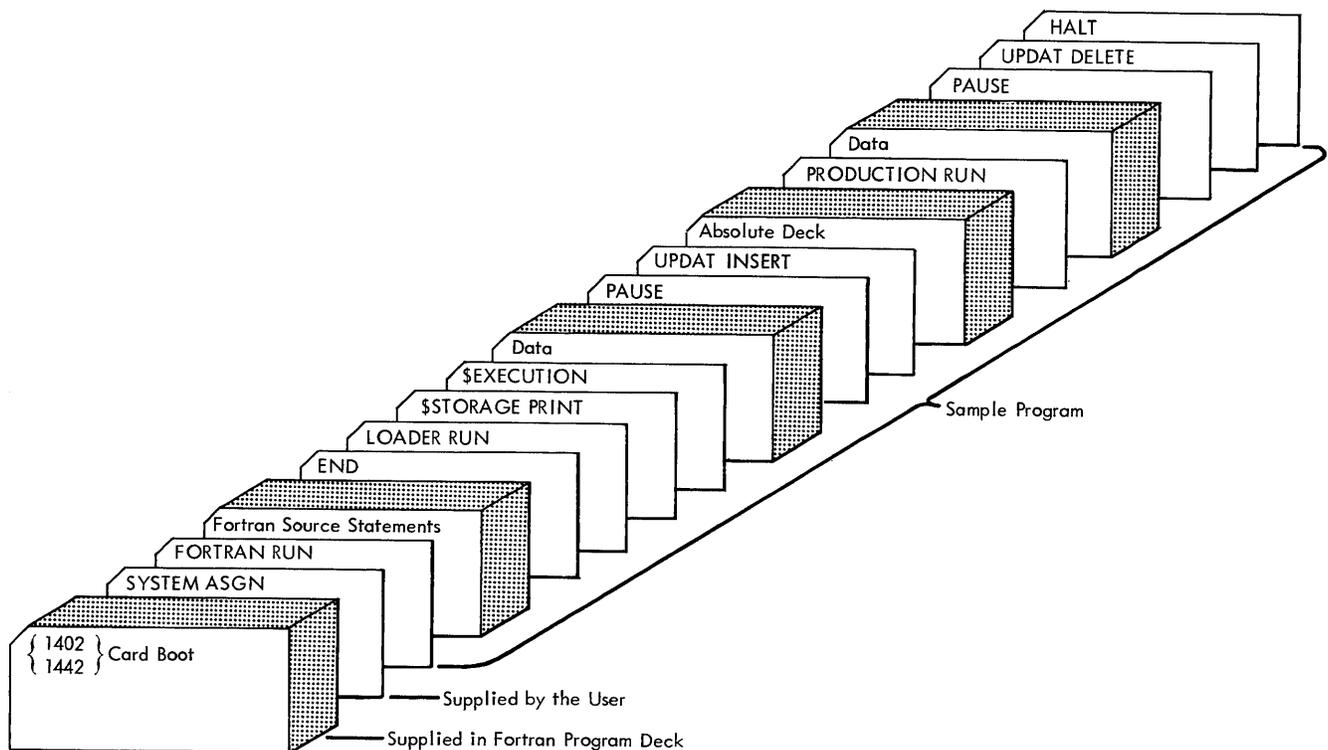 HALT
UPDAT DELETE
PAUSE
Data
PRODUCTION RUN
Absolute Deck
UPDAT INSERT
PAUSE
Data
$EXECUTION
$STORAGE PRINT
Sample Program
LOADER RUN
END
Fortran Source Statements
FORTRAN RUN
SYSTEM ASGN
{ 1402
1442 } Card Boot
Supplied by the User
Supplied in Fortran Program Deck